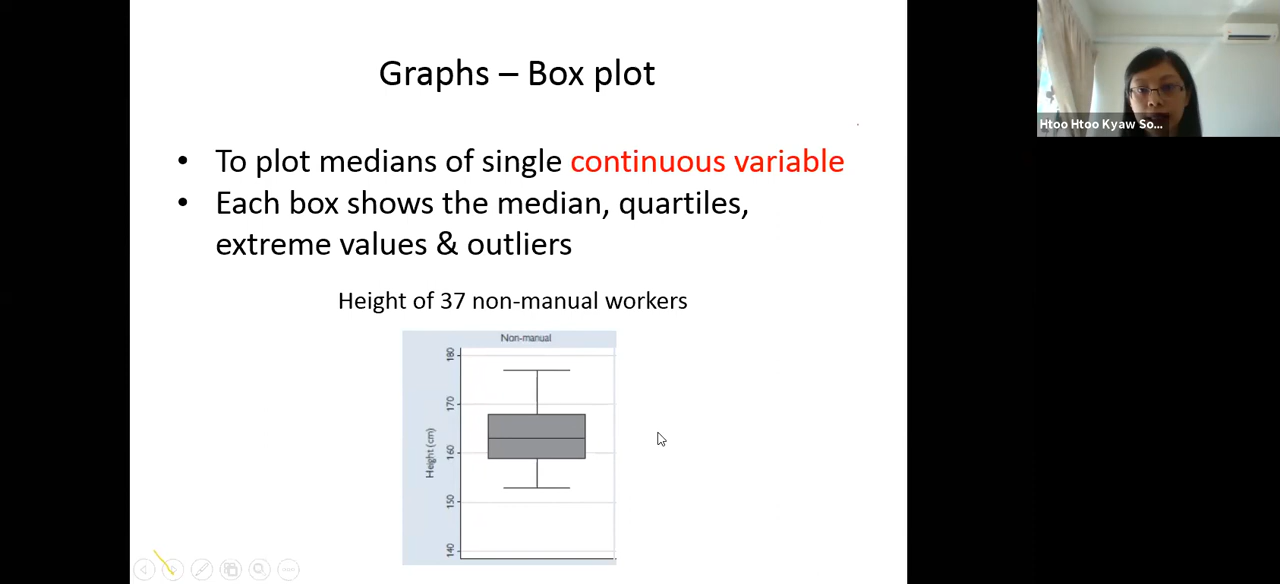 Graphs – Box plot
Htoo Htoo Kyaw So...
• To plot medians of single continuous variable
• Each box shows the median, quartiles,
extreme values & outliers
Height of 37 non-manual workers
Non-manual
180
170
160
150
140
Height (cm)